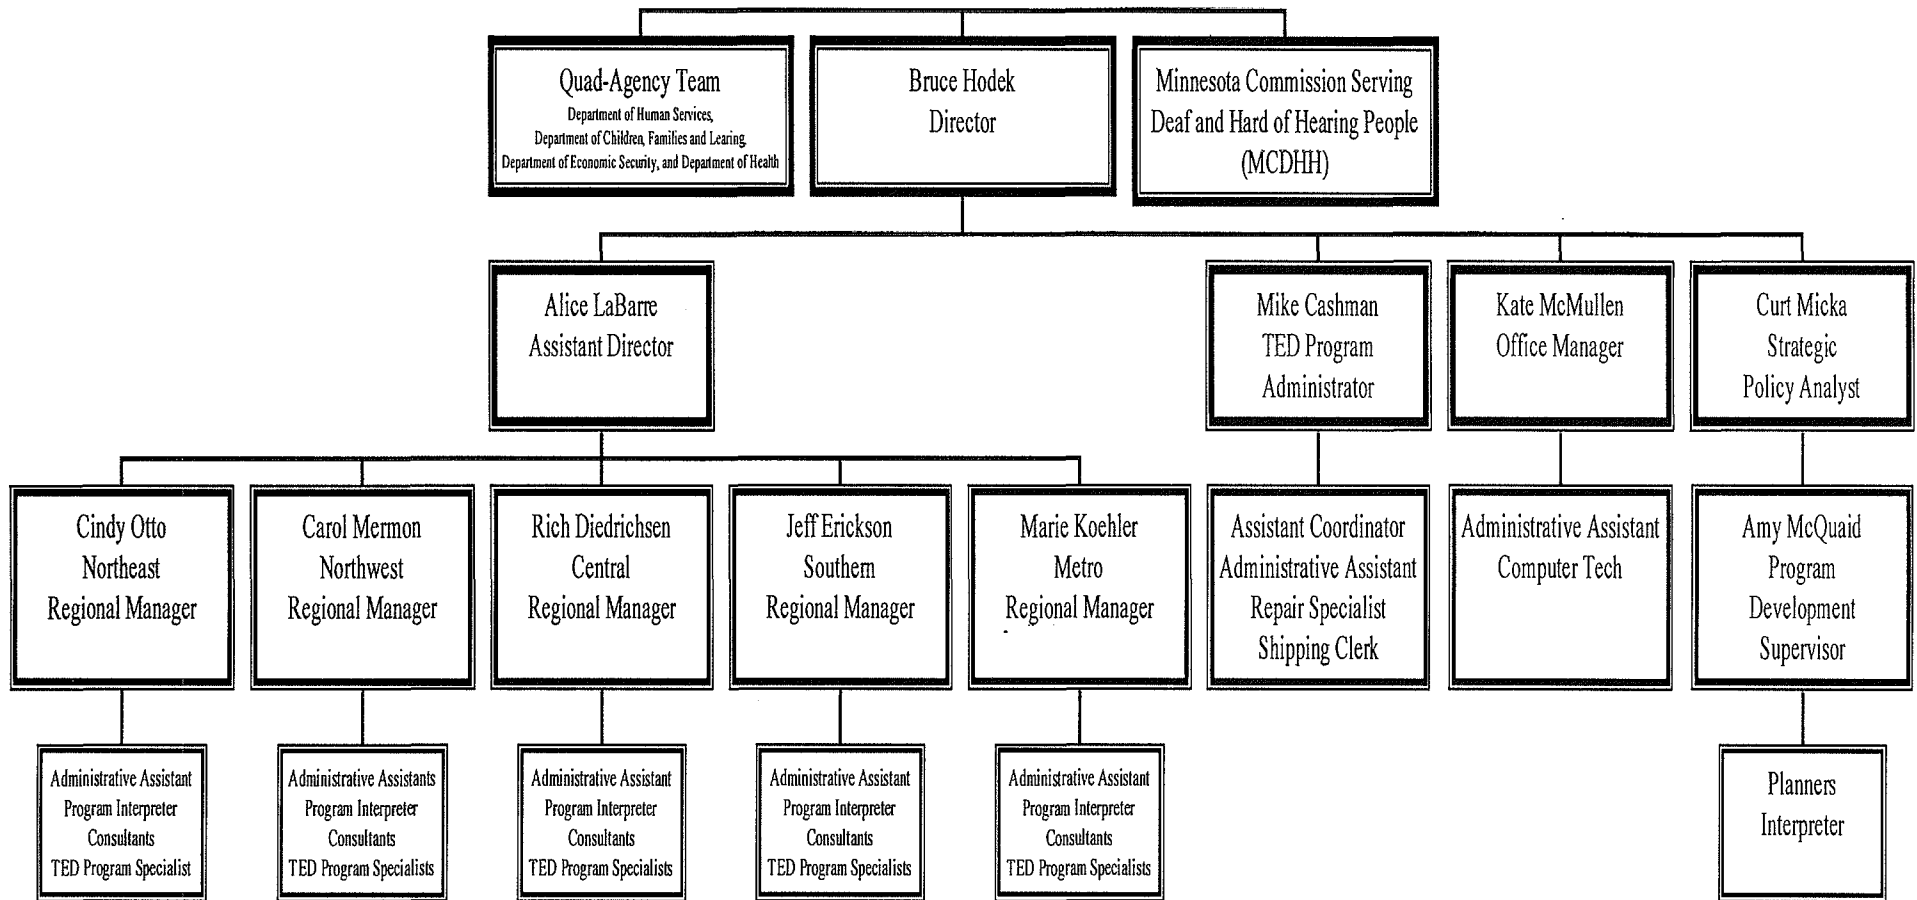 Quad-Agency Team
Department of Human Services,
Department of Children, Families and Learing,
Department of Economic Security, and Department of Health
Bruce Hodek
Director
Minnesota Commission Serving
Deaf and Hard of Hearing People
(MCDHH)
Alice LaBarre
Assistant Director
Mike Cashman
TED Program
Administrator
Kate McMullen
Office Manager
Curt Micka
Strategic
Policy Analyst
Cindy Otto
Northeast
Regional Manager
Carol Mermon
Northwest
Regional Manager
Rich Diedrichsen
Central
Regional Manager
Jeff Erickson
Southern
Regional Manager
Marie Koehler
Metro
Regional Manager
Assistant Coordinator
Administrative Assistant
Repair Specialist
Shipping Clerk
Administrative Assistant
Computer Tech
Amy McQuaid
Program
Development
Supervisor
Administrative Assistant
Program Interpreter
Consultants
TED Program Specialist
Administrative Assistants
Program Interpreter
Consultants
TED Program Specialists
Administrative Assistant
Program Interpreter
Consultants
TED Program Specialists
Administrative Assistant
Program Interpreter
Consultants
TED Program Specialists
Administrative Assistant
Program Interpreter
Consultants
TED Program Specialists
Planners
Interpreter